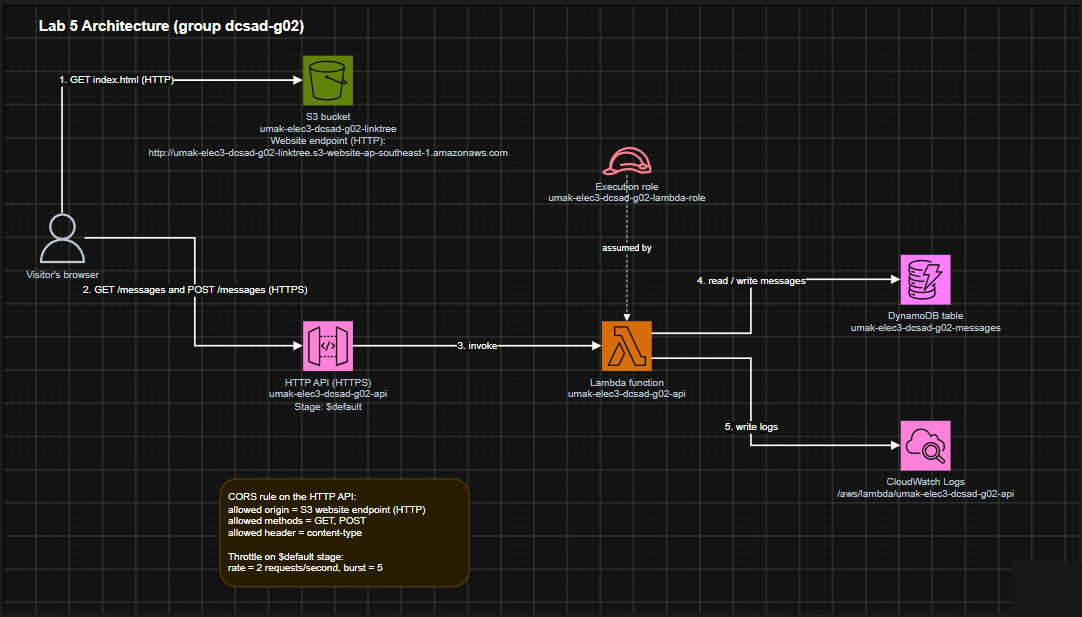 Lab 5 Architecture (group dcsad-g02)
1. GET index.html (HTTP)
S3 bucket
umak-elec3-dcsad-g02-linktree
Website endpoint (HTTP):
http://umak-elec3-dcsad-g02-linktree.s3-website-ap-southeast-1.amazonaws.com
Execution role
umak-elec3-dcsad-g02-lambda-role
assumed by
Visitor's browser
2. GET /messages and POST /messages (HTTPS)
4. read / write messages
DynamoDB table
umak-elec3-dcsad-g02-messages
3. invoke
HTTP API (HTTPS)
umak-elec3-dcsad-g02-api
Stage: $default
Lambda function
umak-elec3-dcsad-g02-api
5. write logs
CloudWatch Logs
/aws/lambda/umak-elec3-dcsad-g02-api
CORS rule on the HTTP API:
allowed origin = S3 website endpoint (HTTP)
allowed methods = GET, POST
allowed header = content-type
Throttle on $default stage:
rate = 2 requests/second, burst = 5